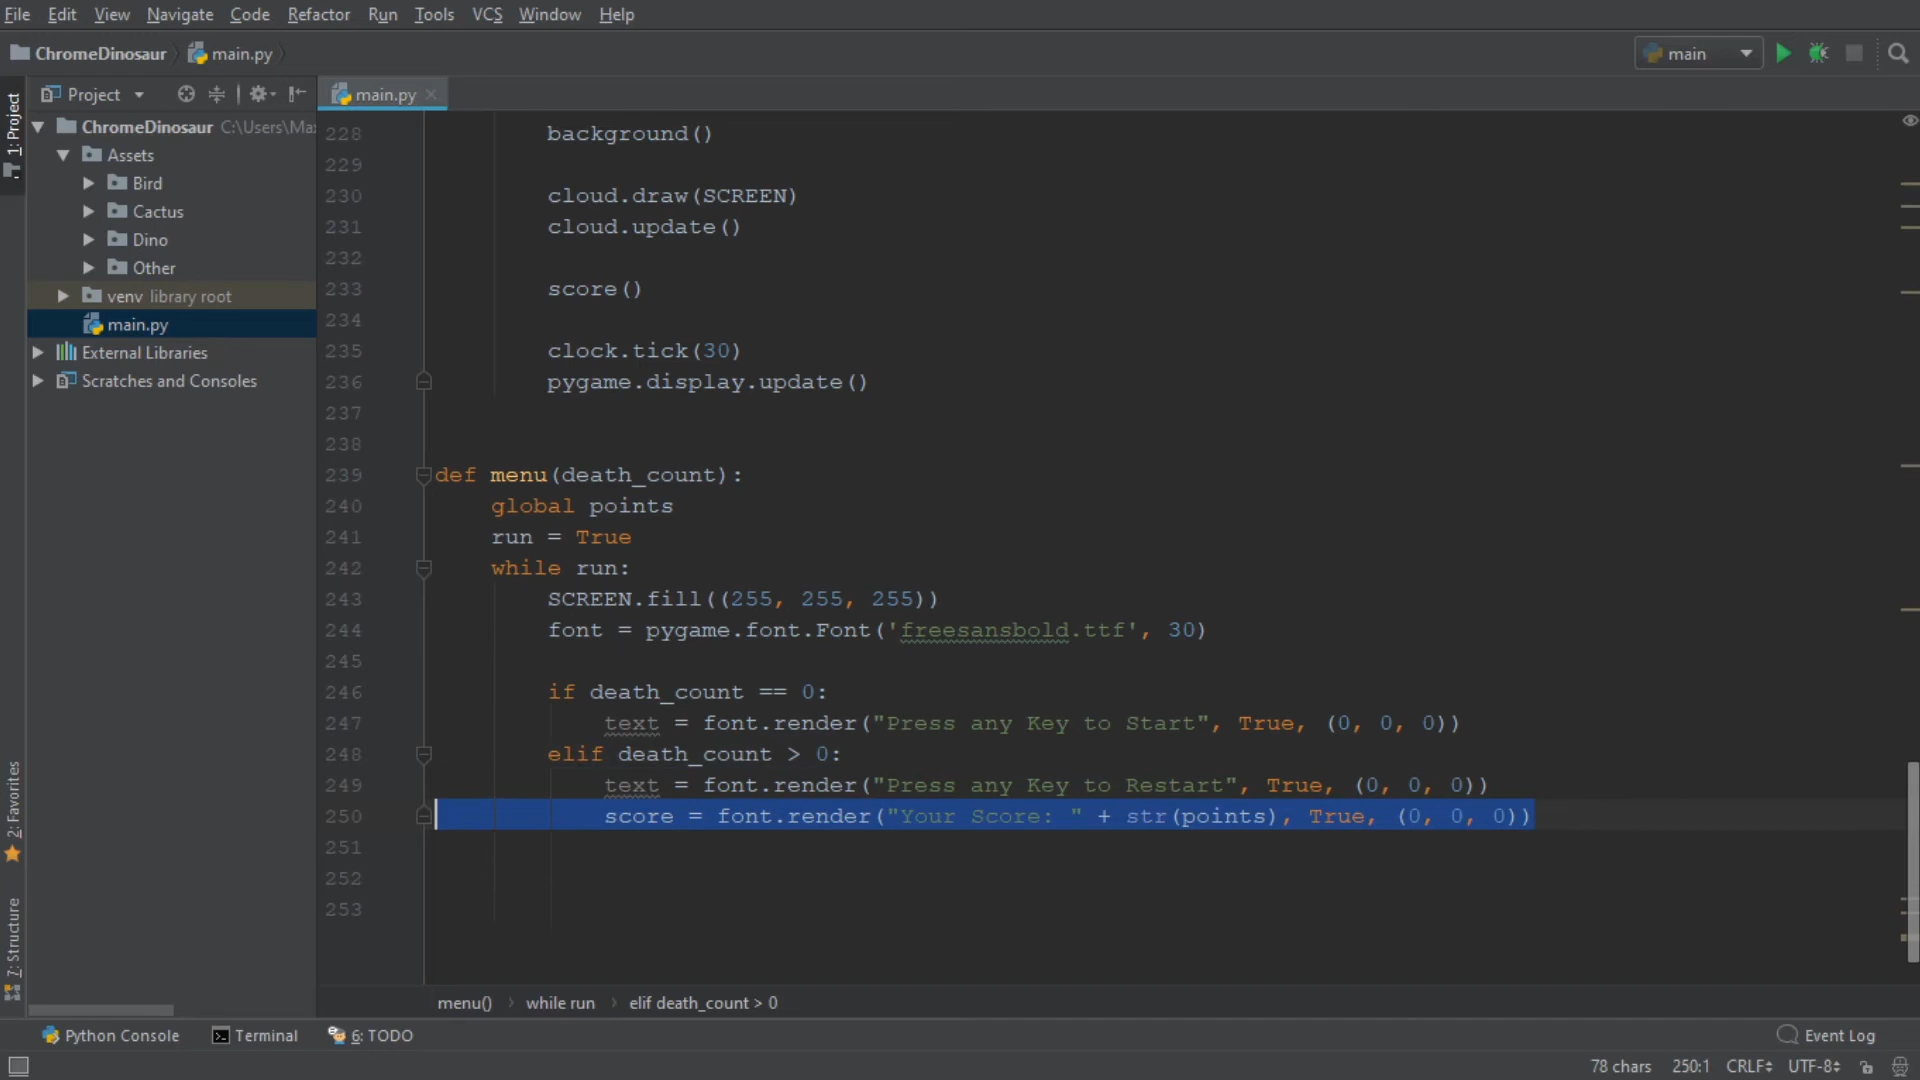 File Edit View Navigate Code Refactor Run Tools VCS Window Help
ChromeDinosaur main.py main
1: Project Project main.py
ChromeDinosaur C:\Users\Max
Assets
Bird
Cactus
Dino
Other
venv library root
main.py
External Libraries
Scratches and Consoles
2: Favorites
7: Structure
228 background()
229
230 cloud.draw(SCREEN)
231 cloud.update()
232
233 score()
234
235 clock.tick(30)
236 pygame.display.update()
237
238
239 def menu(death_count):
240 global points
241 run = True
242 while run:
243 SCREEN.fill((255, 255, 255))
244 font = pygame.font.Font('freesansbold.ttf', 30)
245
246 if death_count == 0:
247 text = font.render("Press any Key to Start", True, (0, 0, 0))
248 elif death_count > 0:
249 text = font.render("Press any Key to Restart", True, (0, 0, 0))
250 score = font.render("Your Score: " + str(points), True, (0, 0, 0))
251
252
253
menu() while run elif death_count > 0
Python Console Terminal 6: TODO Event Log
78 chars 250:1 CRLF UTF-8